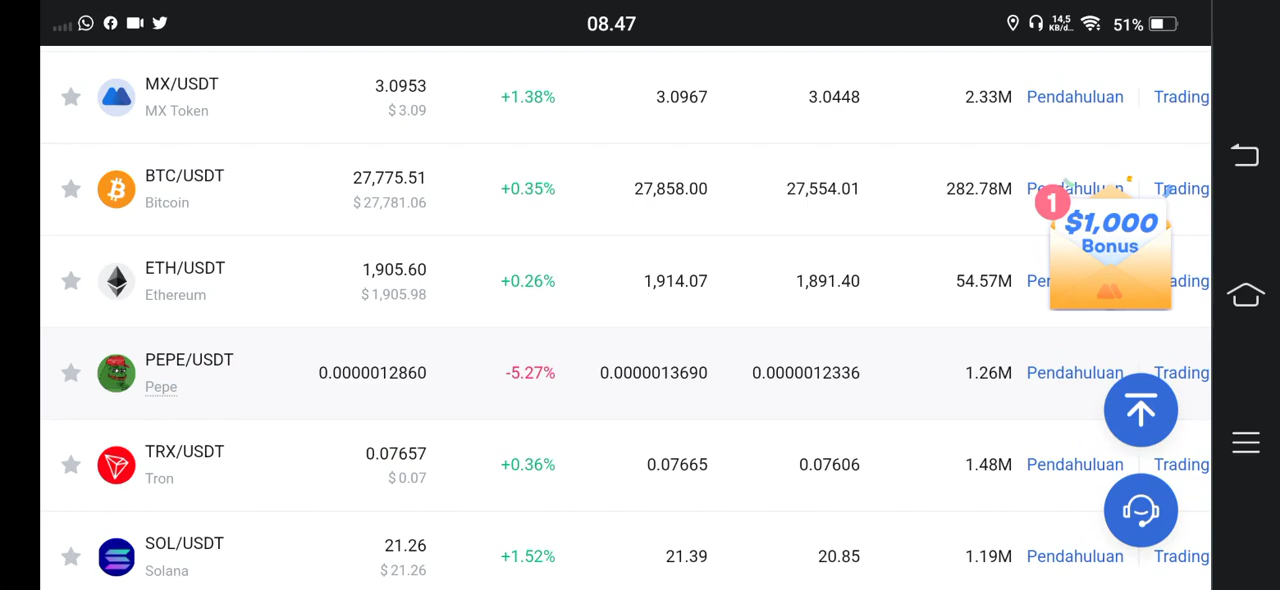 08.47
14,5
KB/d...
51%
MX/USDT
MX Token
3.0953
$ 3.09
+1.38%
3.0967
3.0448
2.33M
Pendahuluan
Trading
BTC/USDT
Bitcoin
27,775.51
$ 27,781.06
+0.35%
27,858.00
27,554.01
282.78M
Pendahuluan
Trading
1
$1,000
Bonus
ETH/USDT
Ethereum
1,905.60
$ 1,905.98
+0.26%
1,914.07
1,891.40
54.57M
Per
ading
PEPE/USDT
Pepe
0.0000012860
-5.27%
0.0000013690
0.0000012336
1.26M
Pendahuluan
Trading
TRX/USDT
Tron
0.07657
$ 0.07
+0.36%
0.07665
0.07606
1.48M
Pendahuluan
Trading
SOL/USDT
Solana
21.26
$ 21.26
+1.52%
21.39
20.85
1.19M
Pendahuluan
Trading